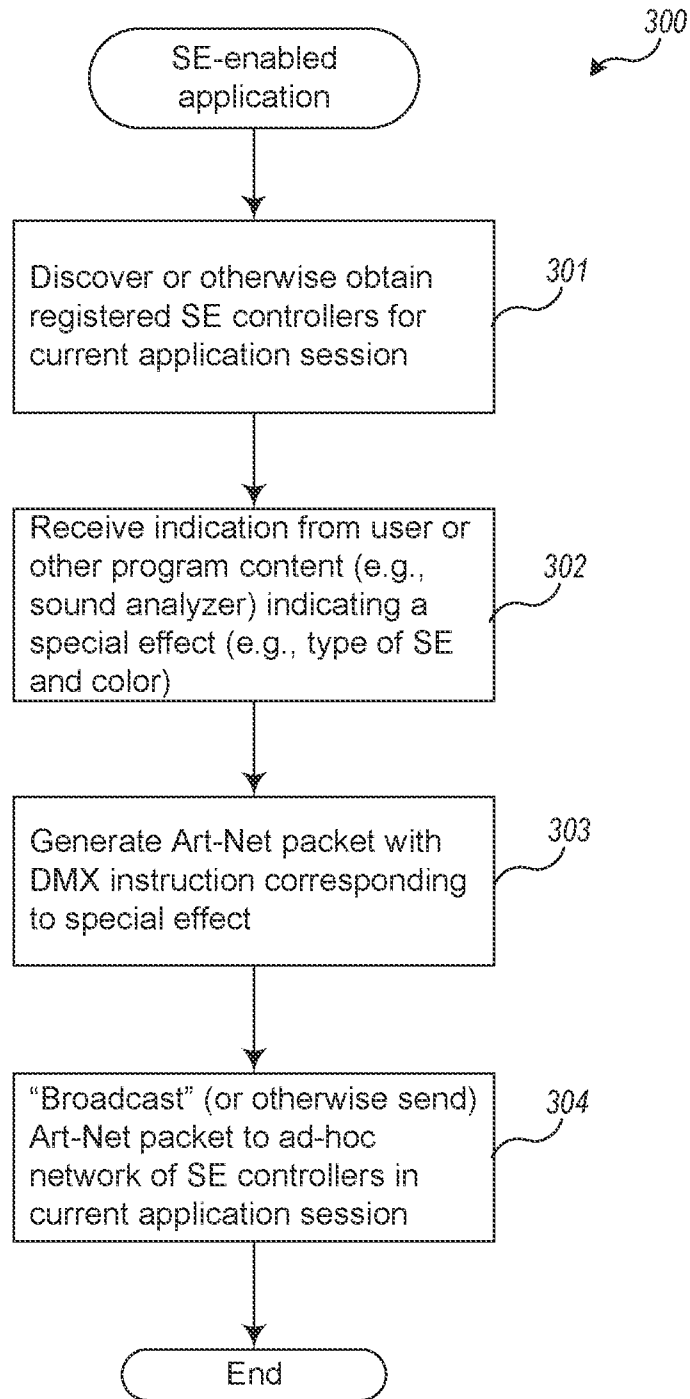 300
SE-enabled
application
Discover or otherwise obtain
registered SE controllers for
current application session
301
Receive indication from user or
other program content (e.g.,
sound analyzer) indicating a
special effect (e.g., type of SE
and color)
302
Generate Art-Net packet with
DMX instruction corresponding
to special effect
303
“Broadcast” (or otherwise send)
Art-Net packet to ad-hoc
network of SE controllers in
current application session
304
End